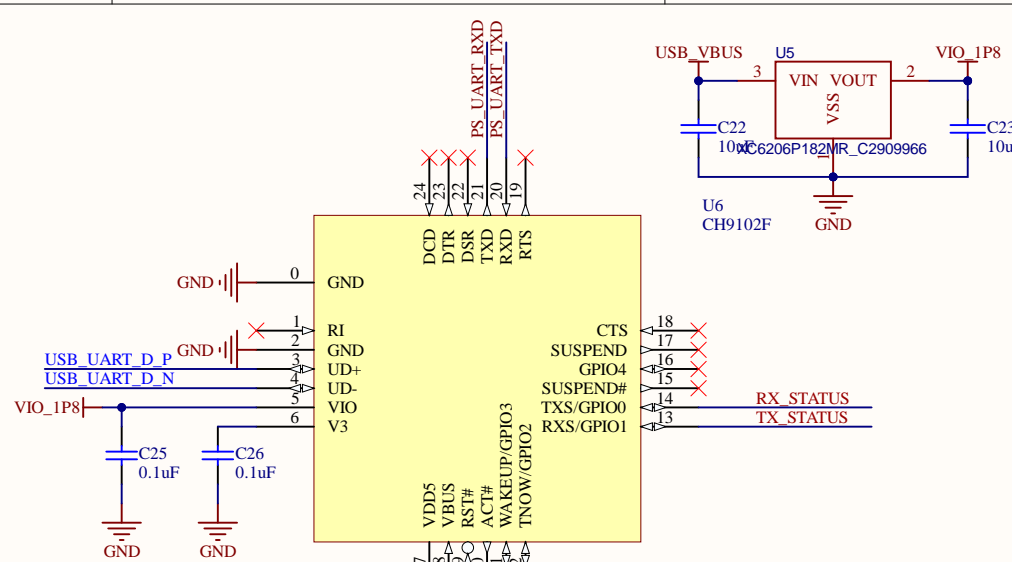 PS_UART_RXD
PS_UART_TXD
USB_VBUS
U5
VIO_1P8
3
VIN
VOUT
2
VSS
1
C22
C23
XC6206P182MR_C2909966
U6
CH9102F
GND
24
23
22
21
20
19
DCD
DTR
DSR
TXD
RXD
RTS
GND
0
GND
1
RI
GND
2
GND
USB_UART_D_P
3
UD+
USB_UART_D_N
4
UD-
VIO_1P8
5
VIO
6
V3
CTS
18
SUSPEND
17
GPIO4
16
SUSPEND#
15
TXS/GPIO0
14
RX_STATUS
RXS/GPIO1
13
TX_STATUS
C25
0.1uF
C26
0.1uF
GND
GND
VDD5
VBUS
RST#
ACT#
WAKEUP/GPIO3
TNOW/GPIO2